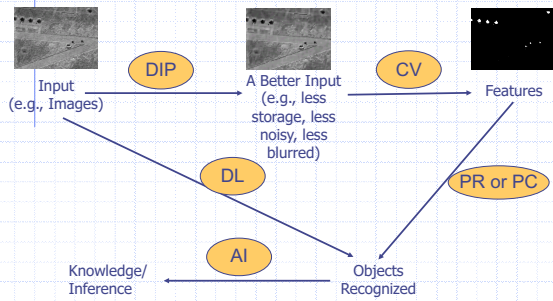 DIP
CV
Input
(e.g., Images)
A Better Input
(e.g., less
storage, less
noisy, less
blurred)
Features
DL
PR or PC
AI
Knowledge/
Inference
Objects
Recognized